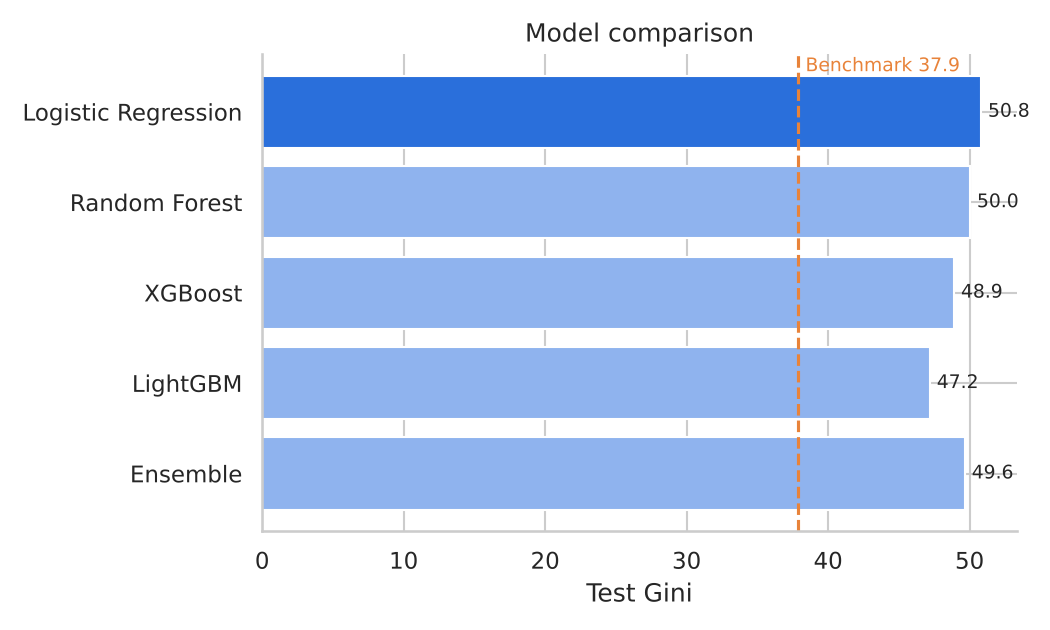 Model comparison
Benchmark 37.9
Logistic Regression 50.8
Random Forest 50.0
XGBoost 48.9
LightGBM 47.2
Ensemble 49.6
0 10 20 30 40 50
Test Gini